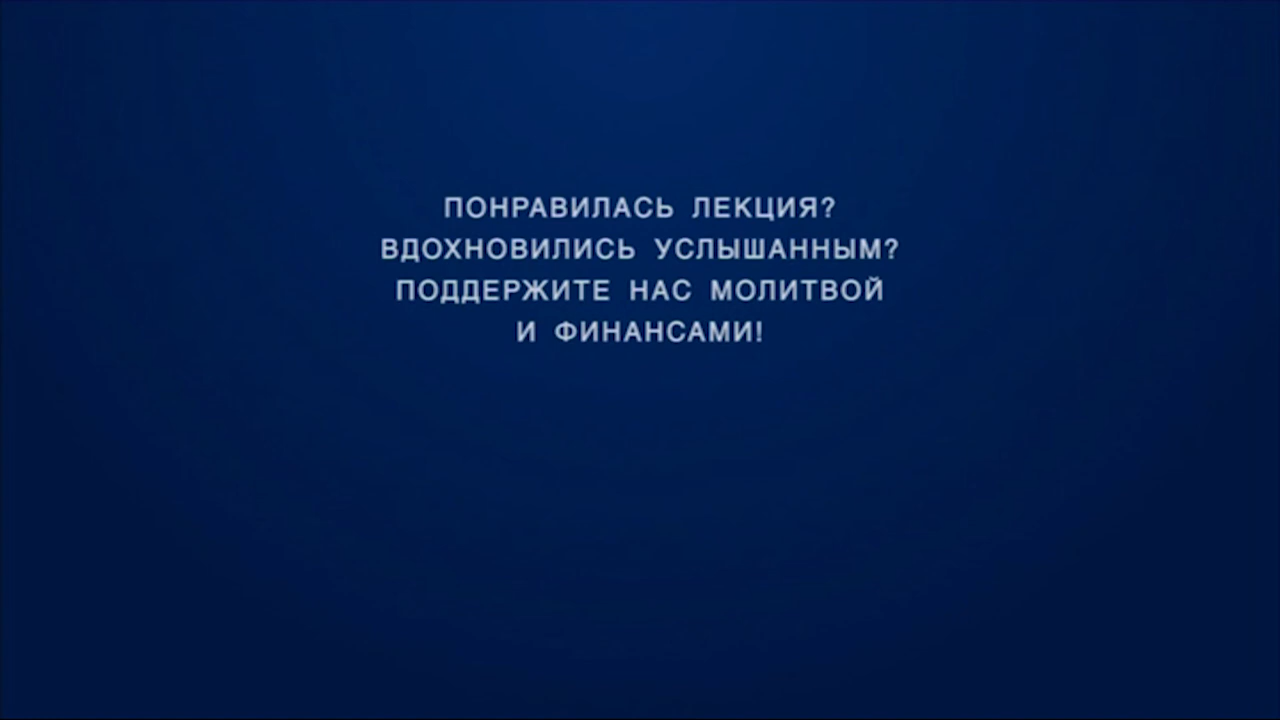 ПОНРАВИЛАСЬ ЛЕКЦИЯ?
ВДОХНОВИЛИСЬ УСЛЫШАННЫМ?
ПОДДЕРЖИТЕ НАС МОЛИТВОЙ
И ФИНАНСАМИ!